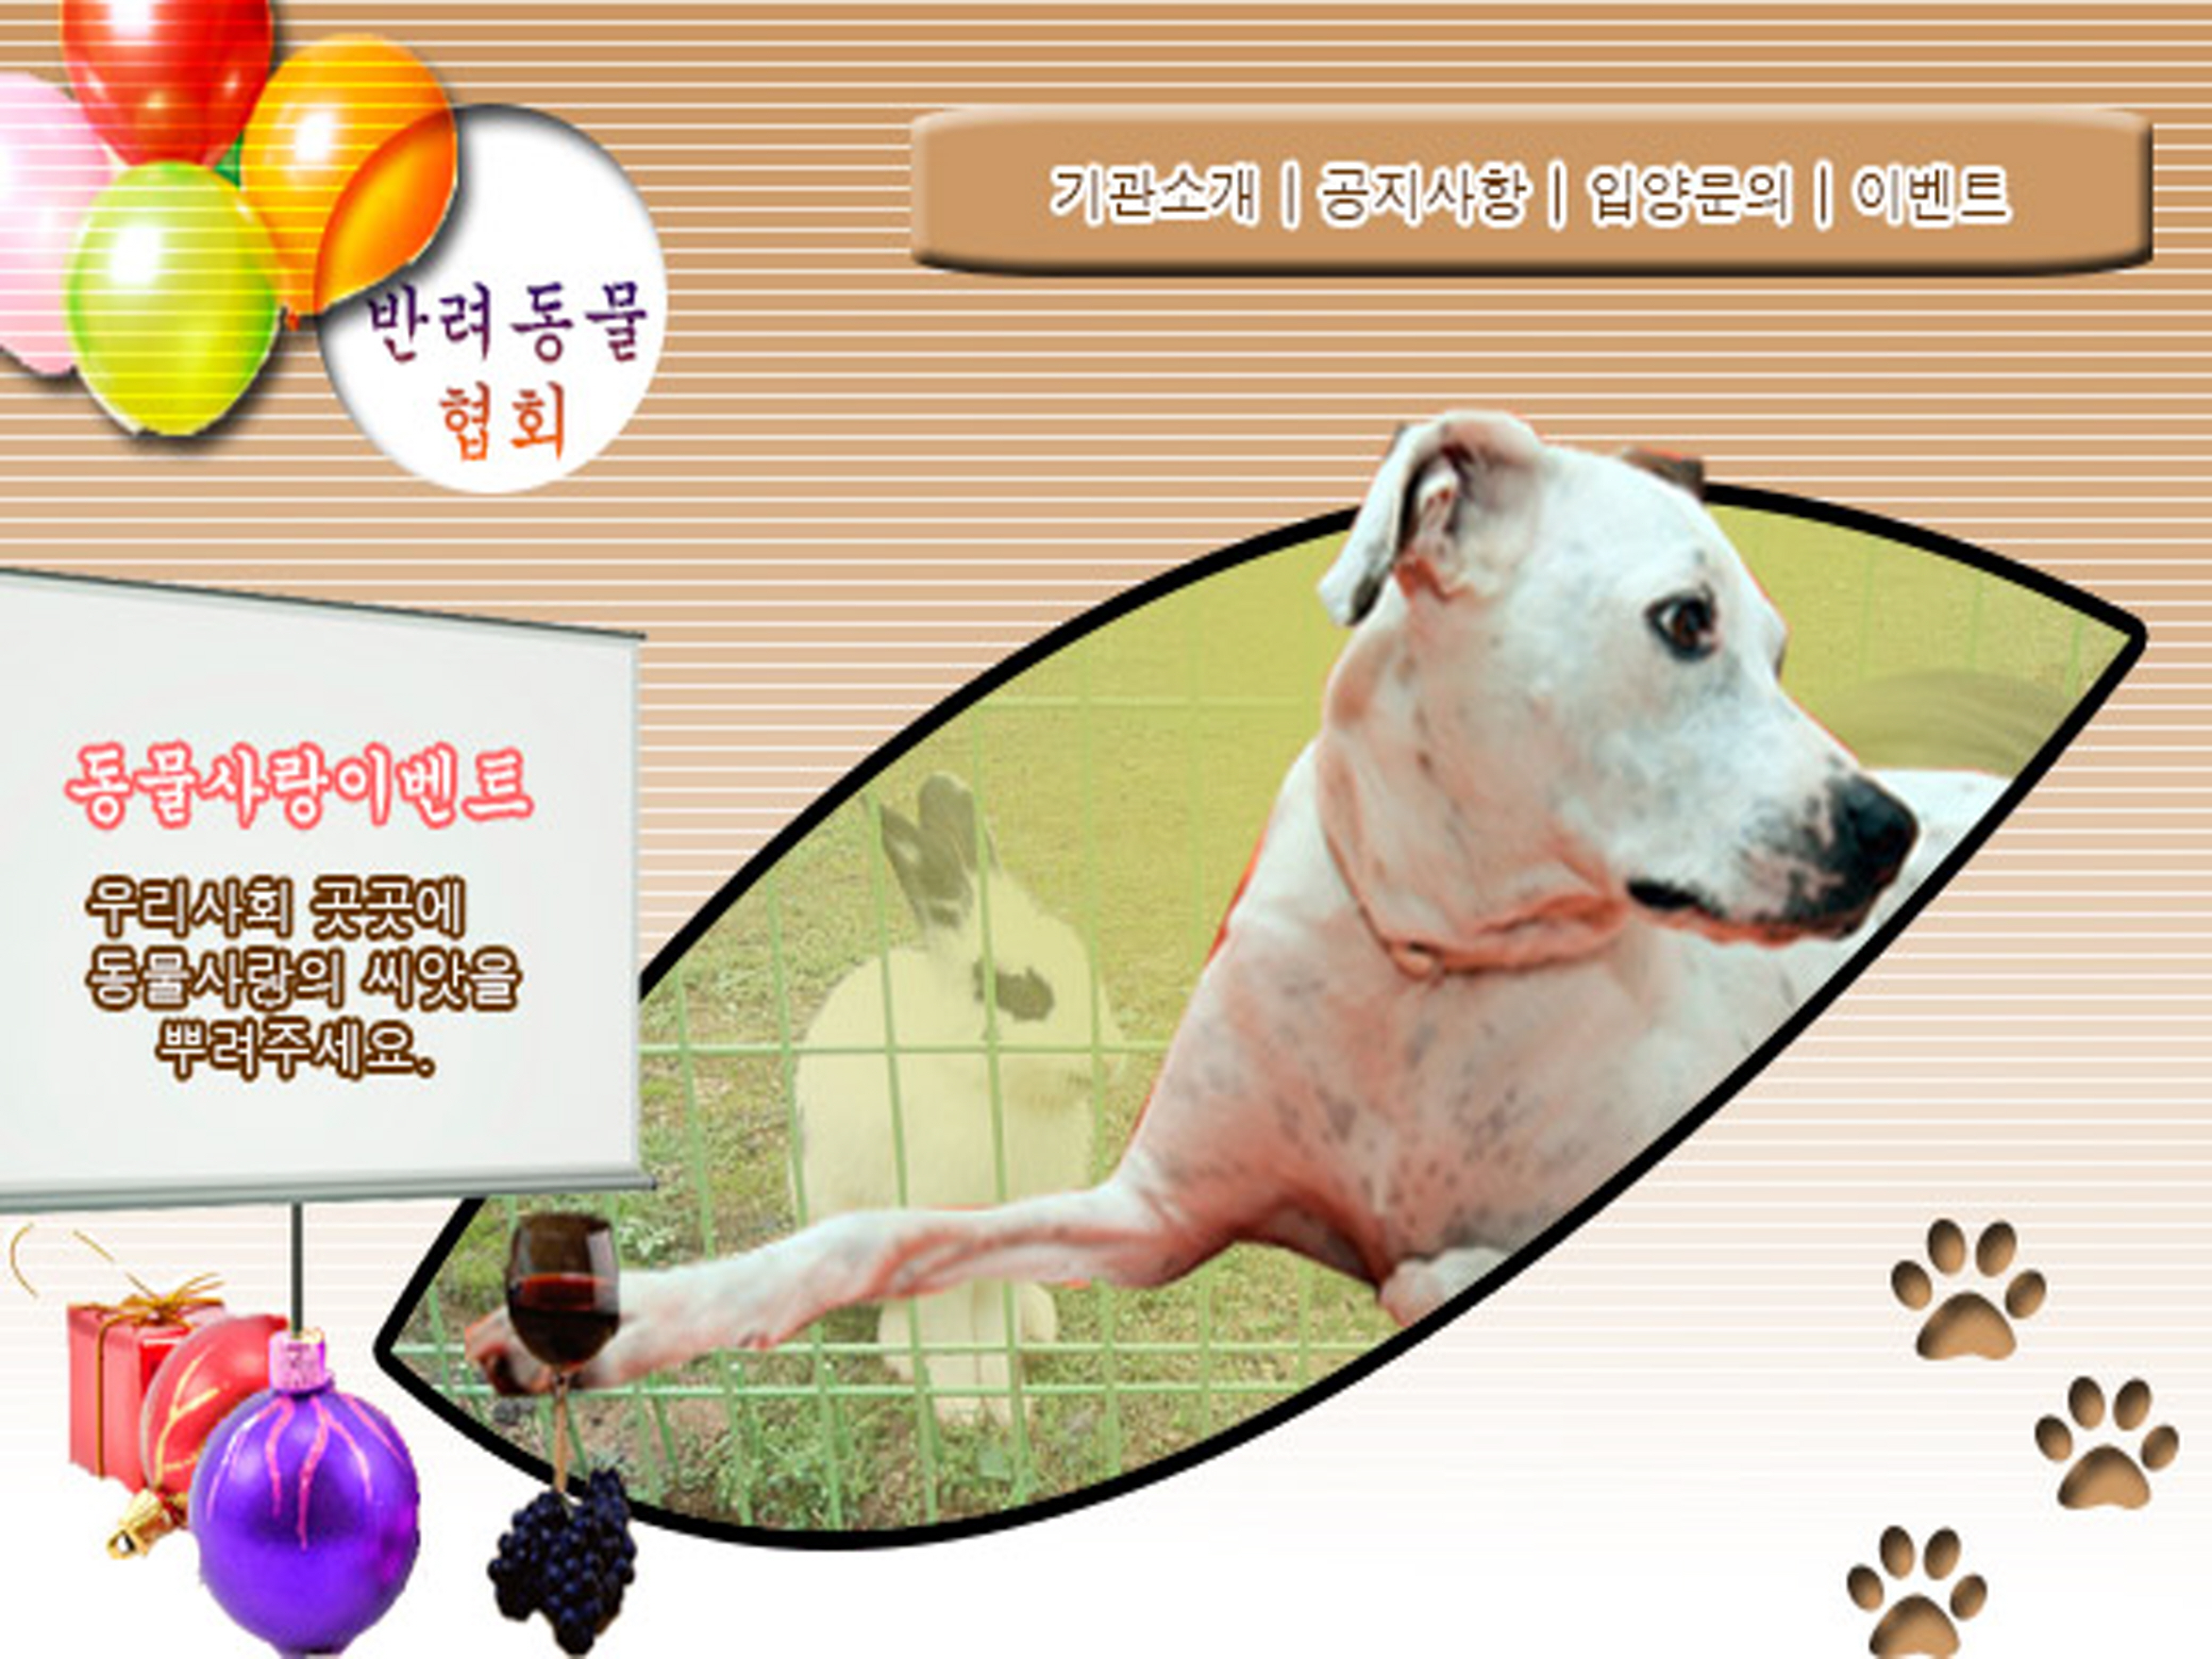 기관소개 | 공지사항 | 입양문의 | 이벤트
반려동물
협회
동물사랑이벤트
우리사회 곳곳에
동물사랑의 씨앗을
뿌려주세요.